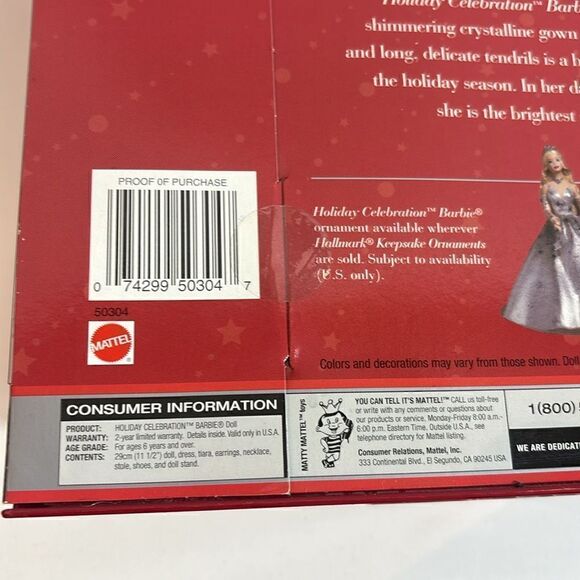 Holiday Celebration™ Barbie
shimmering crystalline gown
and long, delicate tendrils is a
the holiday season. In her
she is the brightest
PROOF OF PURCHASE
0 74299 50304 7
50304
MATTEL
Holiday Celebration™ Barbie®
ornament available wherever
Hallmark® Keepsake Ornaments
are sold. Subject to availability
(U.S. only).
Colors and decorations may vary from those shown. Doll
CONSUMER INFORMATION
PRODUCT: HOLIDAY CELEBRATION™ BARBIE® Doll
WARRANTY: 2-year limited warranty. Details inside. Valid only in U.S.A.
AGE GRADE: For ages 6 years and over.
CONTENTS: 29cm (11 1/2") doll, dress, tiara, earrings, necklace,
stole, shoes, and doll stand.
MATTY MATTEL™ toys
YOU CAN TELL IT'S MATTEL!™ CALL us toll-free
or write with any comments or questions about
our products or service. Monday-Friday 8:00 a.m.-
6:00 p.m. Eastern Time. Outside U.S.A., see
telephone directory for Mattel listing.
Consumer Relations, Mattel, Inc.
333 Continental Blvd., El Segundo, CA 90245 USA
1(800)
WE ARE DEDICAT